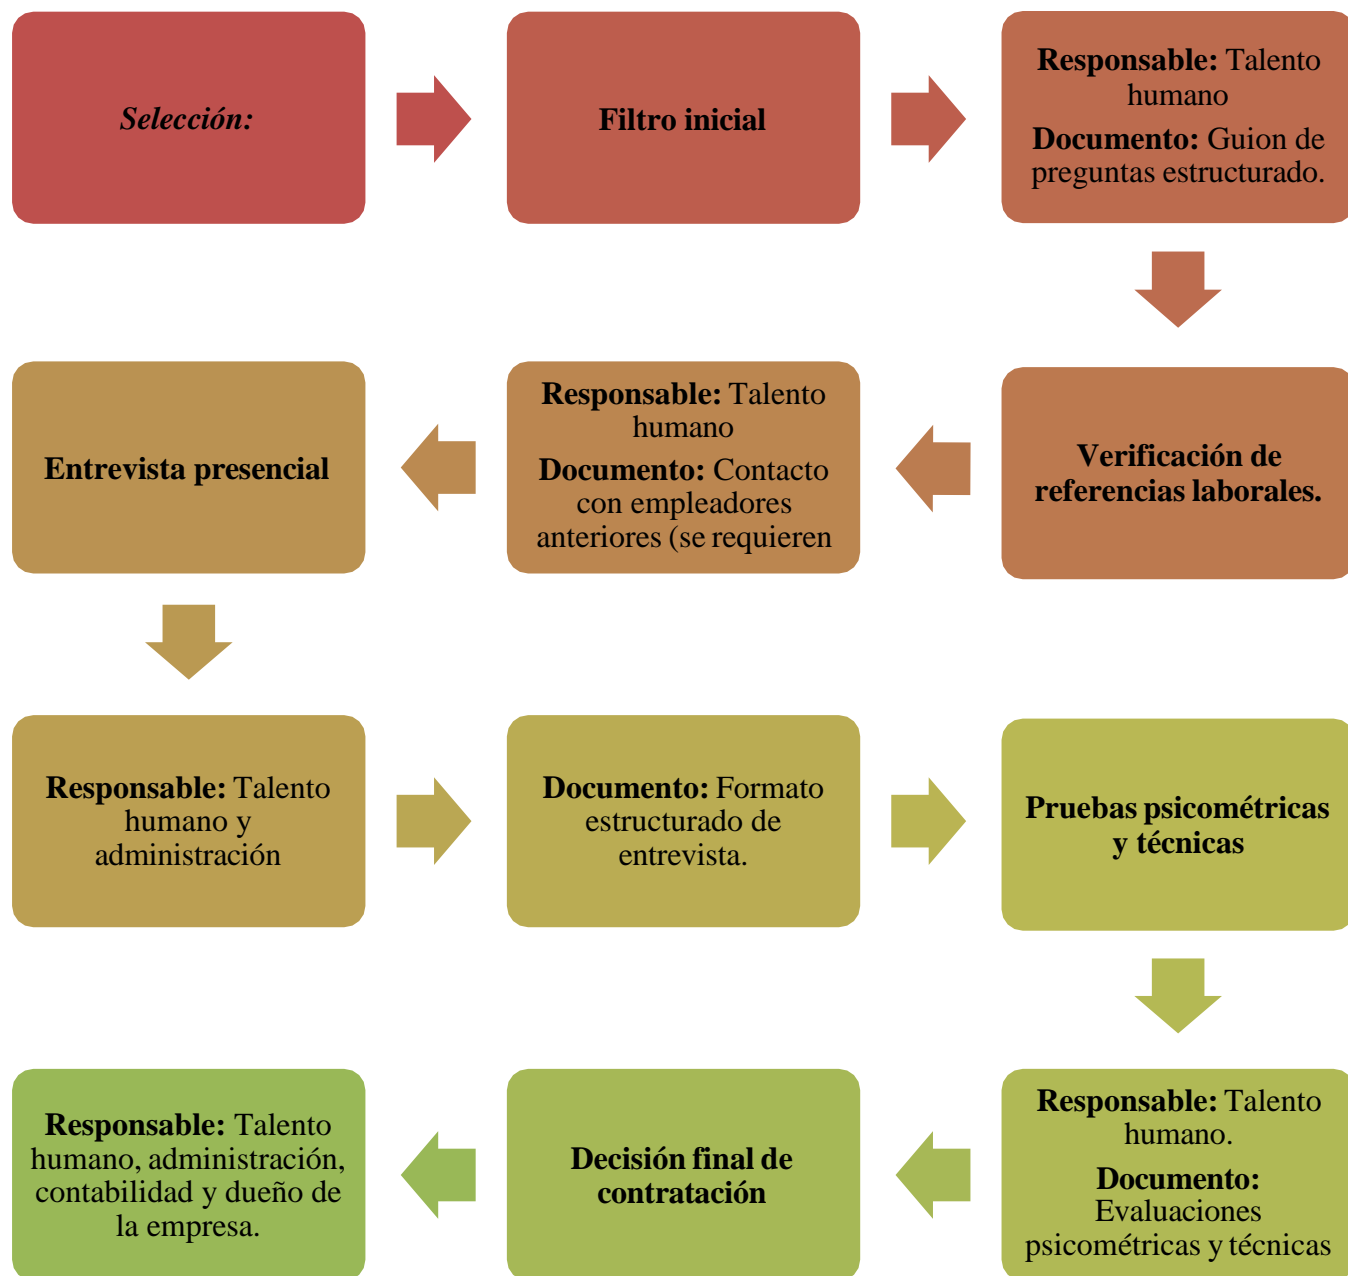 Selección:
Filtro inicial
Responsable: Talento
humano
Documento: Guion de
preguntas estructurado.
Verificación de
referencias laborales.
Responsable: Talento
humano
Documento: Contacto
con empleadores
anteriores (se requieren
Entrevista presencial
Responsable: Talento
humano y
administración
Documento: Formato
estructurado de
entrevista.
Pruebas psicométricas
y técnicas
Responsable: Talento
humano.
Documento:
Evaluaciones
psicométricas y técnicas
Decisión final de
contratación
Responsable: Talento
humano, administración,
contabilidad y dueño de
la empresa.